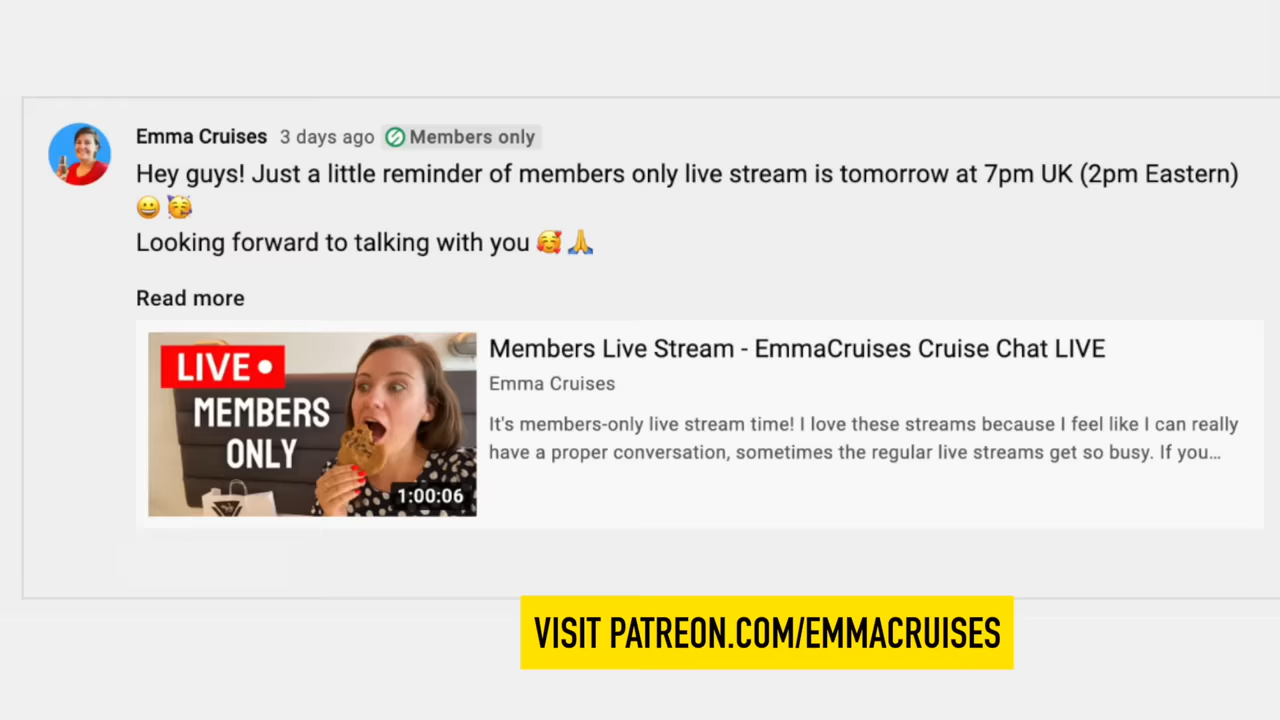 Emma Cruises 3 days ago Members only
Hey guys! Just a little reminder of members only live stream is tomorrow at 7pm UK (2pm Eastern)
😀 🥳
Looking forward to talking with you 🥰 🙏
Read more
LIVE
MEMBERS
ONLY
1:00:06
Members Live Stream - EmmaCruises Cruise Chat LIVE
Emma Cruises
It's members-only live stream time! I love these streams because I feel like I can really
have a proper conversation, sometimes the regular live streams get so busy. If you...
VISIT PATREON.COM/EMMACRUISES